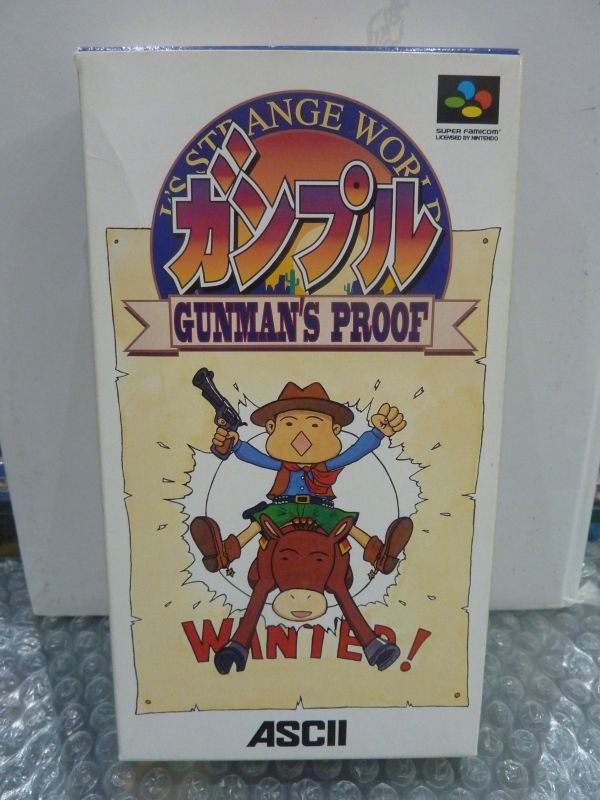 SUPER FAMICOM
LICENSED BY NINTENDO
L'S STRANGE WORLD
ガンプル
GUNMAN'S PROOF
WANTED!
ASCII